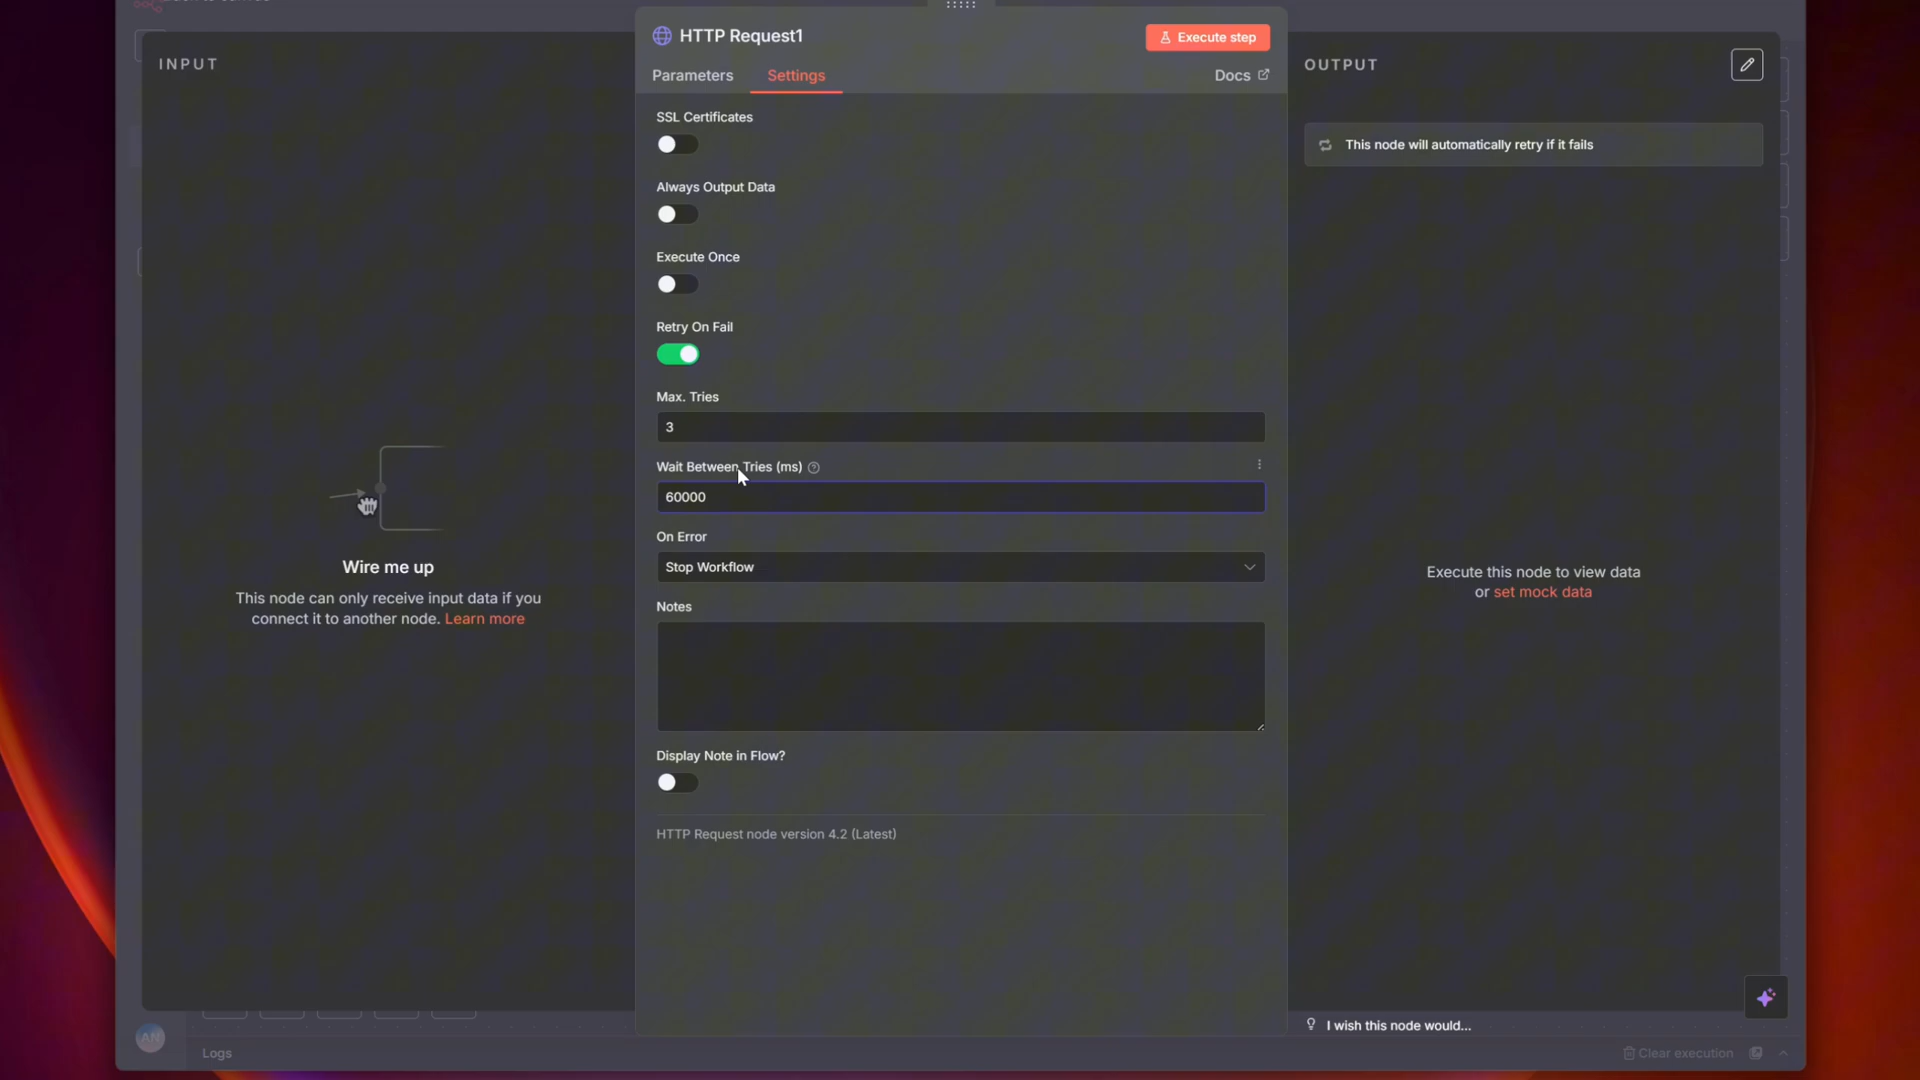 HTTP Request1
Execute step
Parameters
Settings
Docs
INPUT
Wire me up
This node can only receive input data if you
connect it to another node. Learn more
SSL Certificates
Always Output Data
Execute Once
Retry On Fail
Max. Tries
3
Wait Between Tries (ms)
60000
On Error
Stop Workflow
Notes
Display Note in Flow?
HTTP Request node version 4.2 (Latest)
OUTPUT
This node will automatically retry if it fails
Execute this node to view data
or set mock data
I wish this node would...
AN
Logs
Clear execution